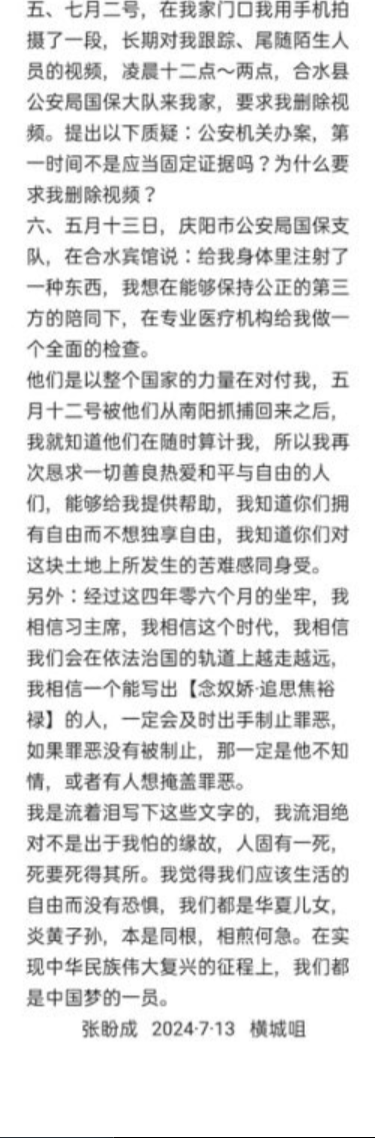 五、七月二号，在我家门口我用手机拍
摄了一段，长期对我跟踪、尾随陌生人
员的视频，凌晨十二点～两点，合水县
公安局国保大队来我家，要求我删除视
频。提出以下质疑：公安机关办案，第
一时间不是应当固定证据吗？为什么要
求我删除视频？
六、五月十三日，庆阳市公安局国保支
队，在合水宾馆说：给我身体里注射了
一种东西，我想在能够保持公正的第三
方的陪同下，在专业医疗机构给我做一
个全面的检查。
他们是以整个国家的力量在对付我，五
月十二号被他们从南阳抓捕回来之后，
我就知道他们在随时算计我，所以我再
次恳求一切善良热爱和平与自由的人
们，能够给我提供帮助，我知道你们拥
有自由而不想独享自由，我知道你们对
这块土地上所发生的苦难感同身受。
另外：经过这四年零六个月的坐牢，我
相信习主席，我相信这个时代，我相信
我们会在依法治国的轨道上越走越远，
我相信一个能写出【念奴娇·追思焦裕
禄】的人，一定会及时出手制止罪恶，
如果罪恶没有被制止，那一定是他不知
情，或者有人想掩盖罪恶。
我是流着泪写下这些文字的，我流泪绝
对不是出于我怕的缘故，人固有一死，
死要死得其所。我觉得我们应该生活的
自由而没有恐惧，我们都是华夏儿女，
炎黄子孙，本是同根，相煎何急。在实
现中华民族伟大复兴的征程上，我们都
是中国梦的一员。
张盼成 2024·7·13 横城咀